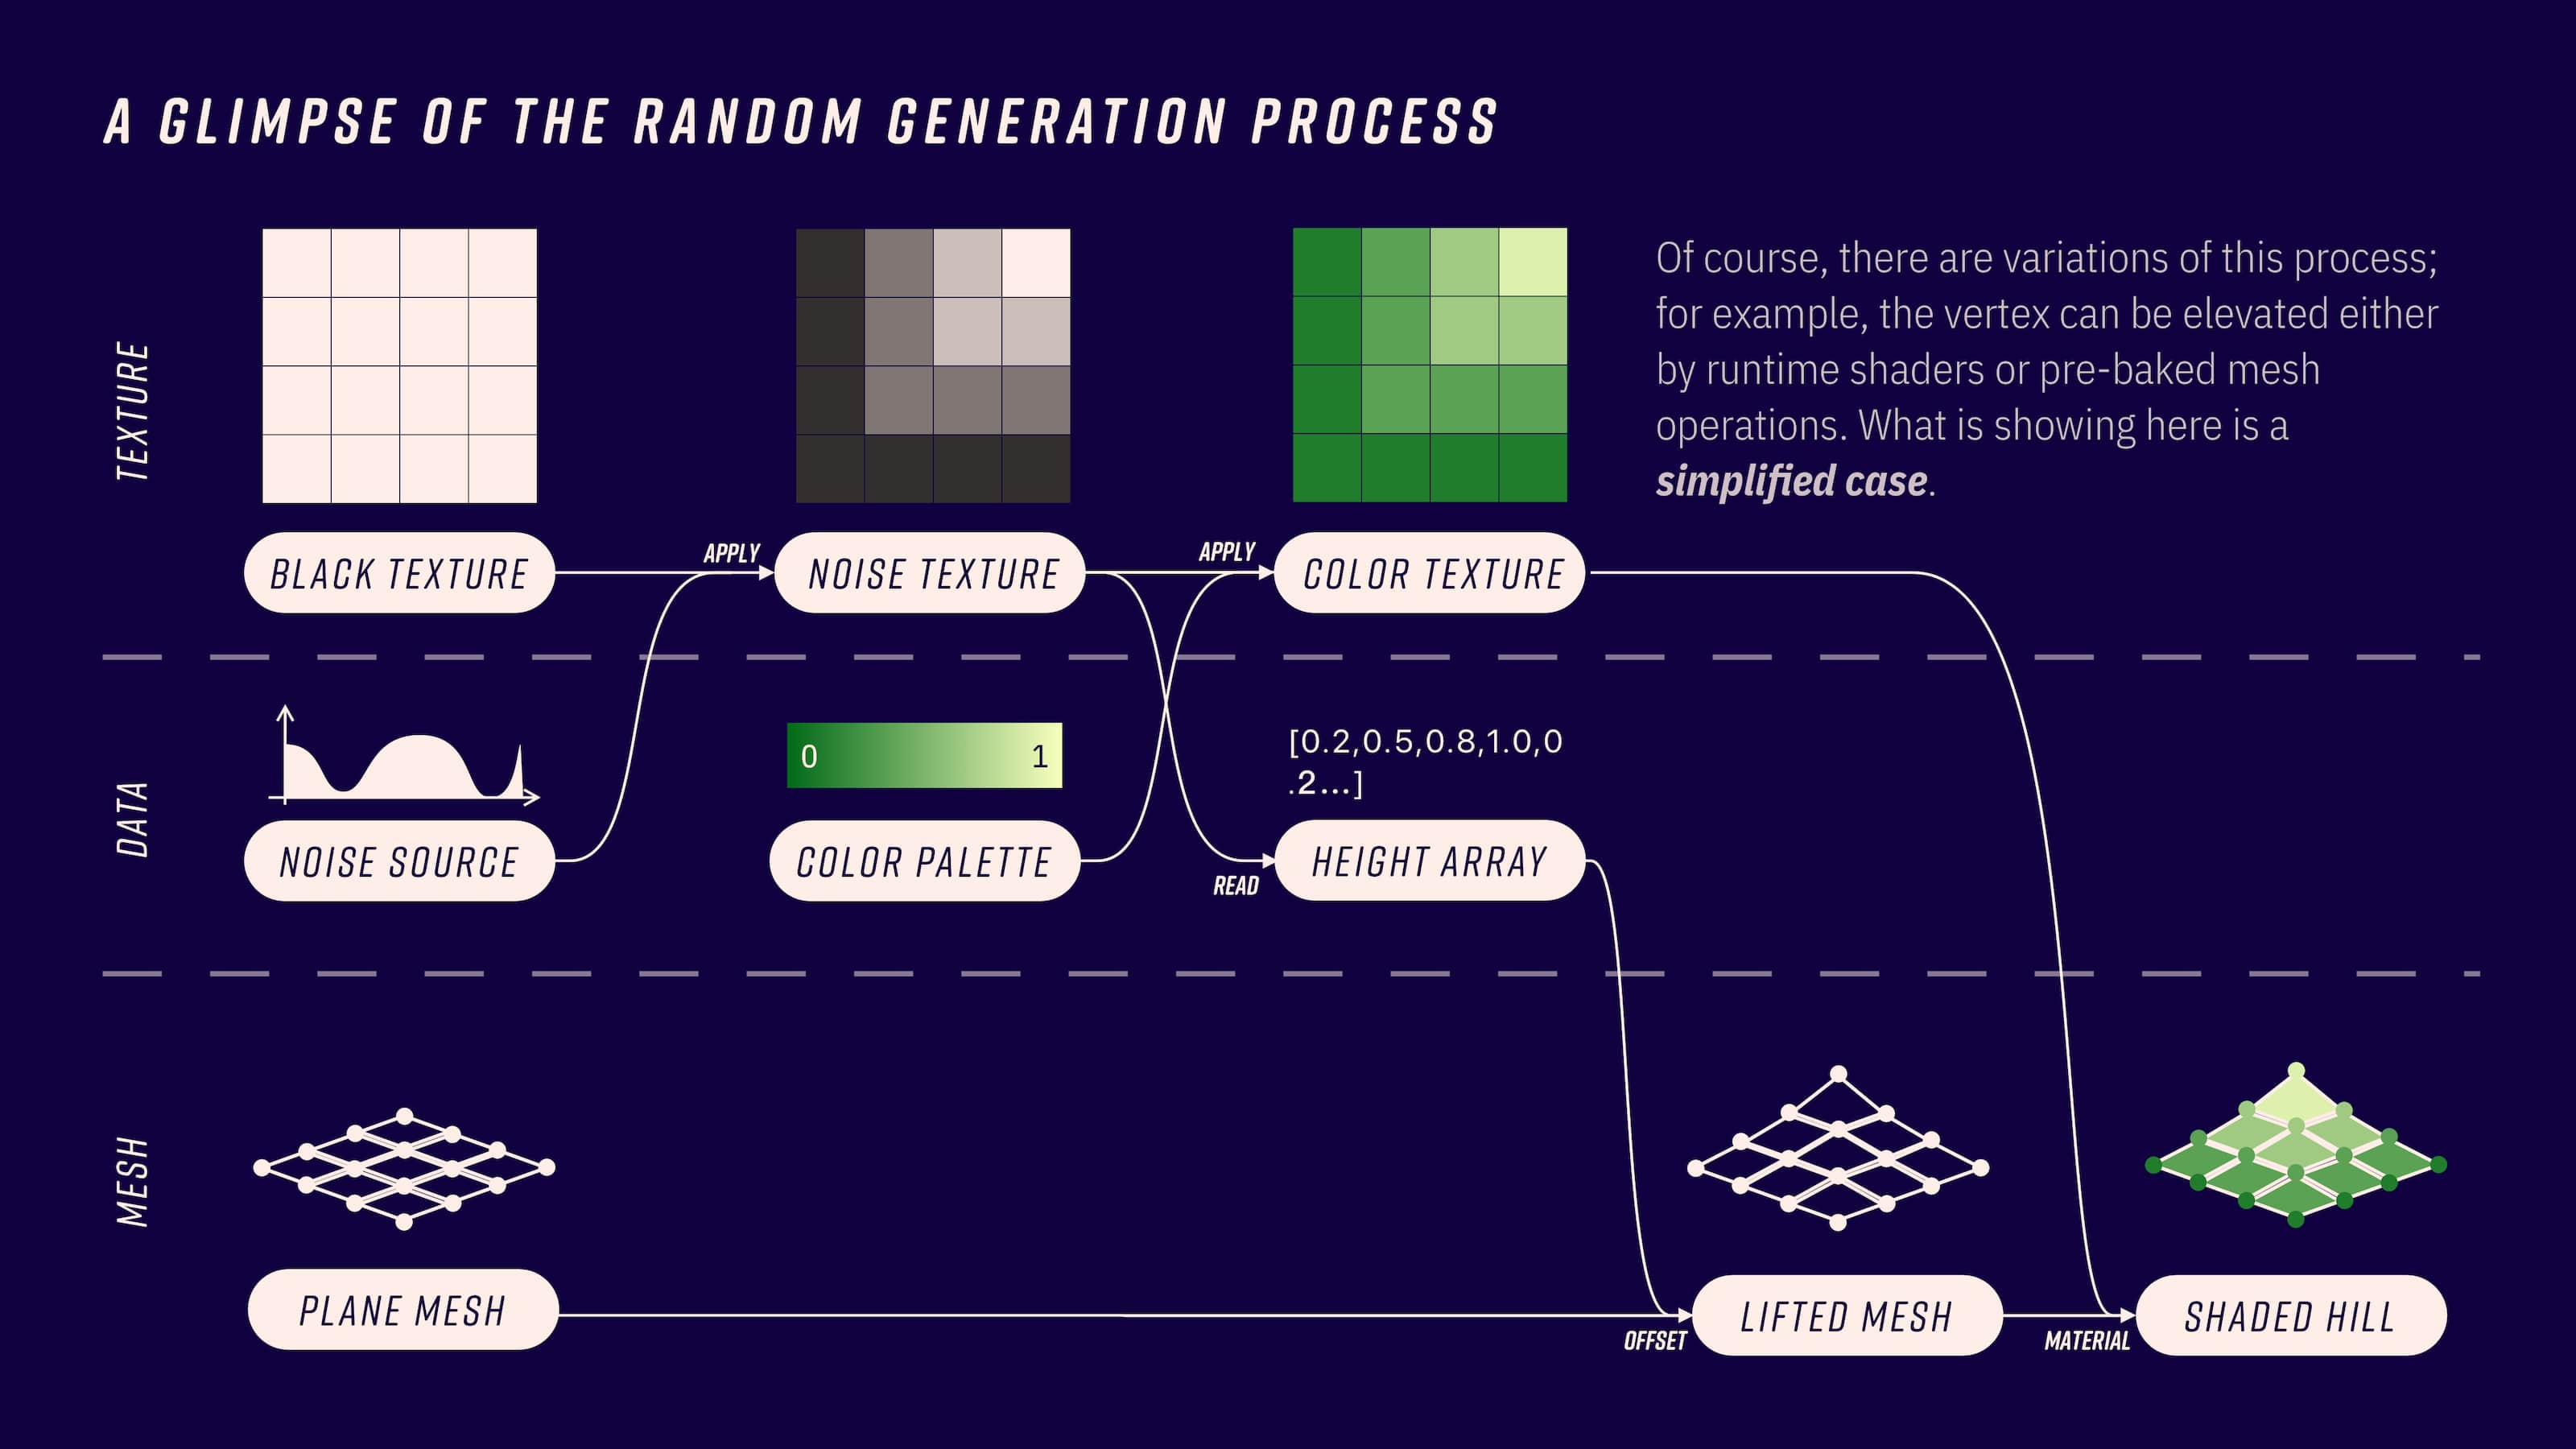 A GLIMPSE OF THE RANDOM GENERATION PROCESS
Of course, there are variations of this process;
for example, the vertex can be elevated either
by runtime shaders or pre-baked mesh
operations. What is showing here is a
simplified case.
TEXTURE
BLACK TEXTURE
APPLY
NOISE TEXTURE
APPLY
COLOR TEXTURE
DATA
0
1
[0.2,0.5,0.8,1.0,0
.2...]
NOISE SOURCE
COLOR PALETTE
READ
HEIGHT ARRAY
MESH
PLANE MESH
OFFSET
LIFTED MESH
MATERIAL
SHADED HILL